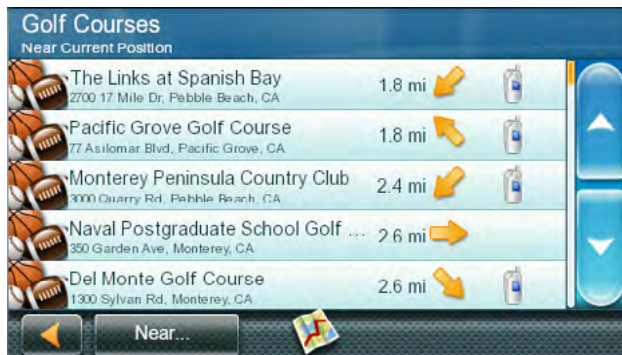 Golf Courses
Near Current Position
The Links at Spanish Bay
2700 17 Mile Dr, Pebble Beach, CA
1.8 mi
Pacific Grove Golf Course
77 Asilomar Blvd, Pacific Grove, CA
1.8 mi
Monterey Peninsula Country Club
3000 Quarry Rd, Pebble Beach, CA
2.4 mi
Naval Postgraduate School Golf ...
350 Garden Ave, Monterey, CA
2.6 mi
Del Monte Golf Course
1300 Sylvan Rd, Monterey, CA
2.6 mi
Near...